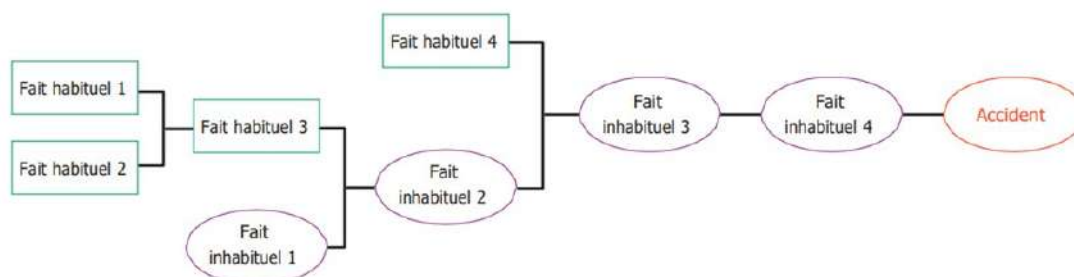 Fait habituel 4
Fait habituel 1
Fait habituel 3
Fait habituel 2
Fait
inhabituel 1
Fait
inhabituel 2
Fait
inhabituel 3
Fait
inhabituel 4
Accident